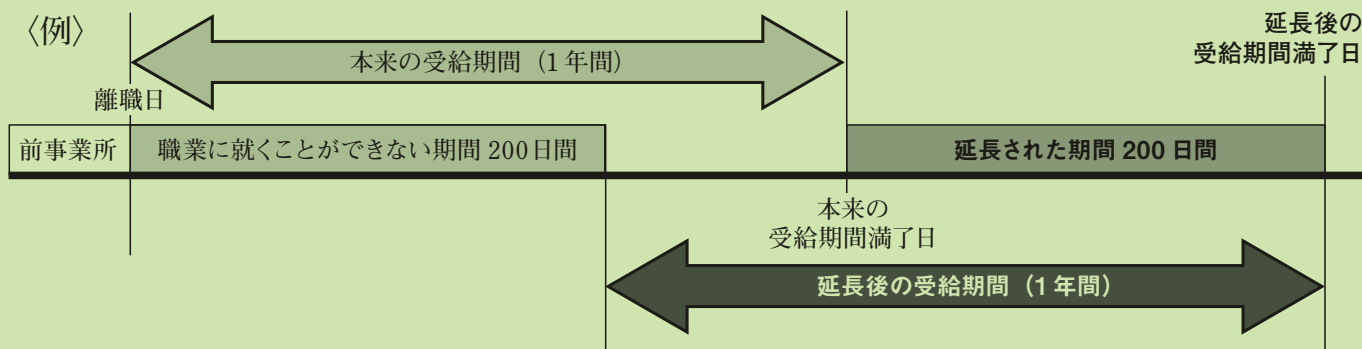 〈例〉
本来の受給期間（1年間）
延長後の
受給期間満了日
離職日
前事業所
職業に就くことができない期間 200日間
延長された期間 200 日間
本来の
受給期間満了日
延長後の受給期間（1年間）